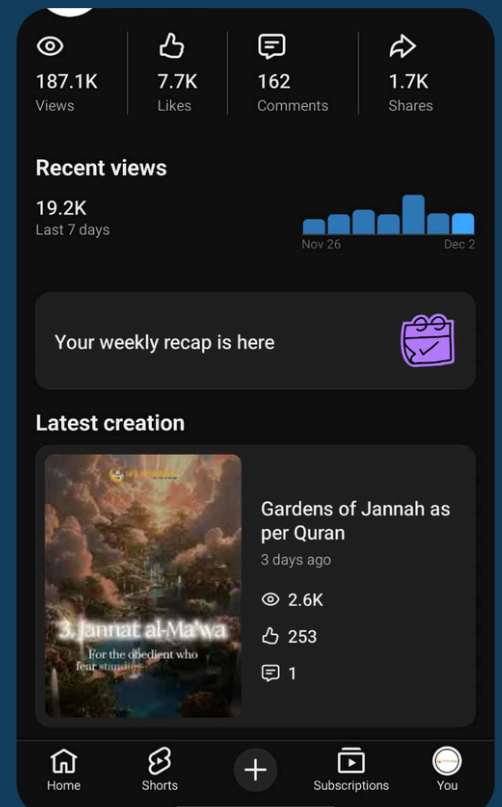 187.1K
Views
7.7K
Likes
162
Comments
1.7K
Shares
Recent views
19.2K
Last 7 days
Nov 26
Dec 2
Your weekly recap is here
Latest creation
3. Jannat al-Ma'wa
For the obedient who
fear
Gardens of Jannah as
per Quran
3 days ago
2.6K
253
1
Home
Shorts
Subscriptions
You